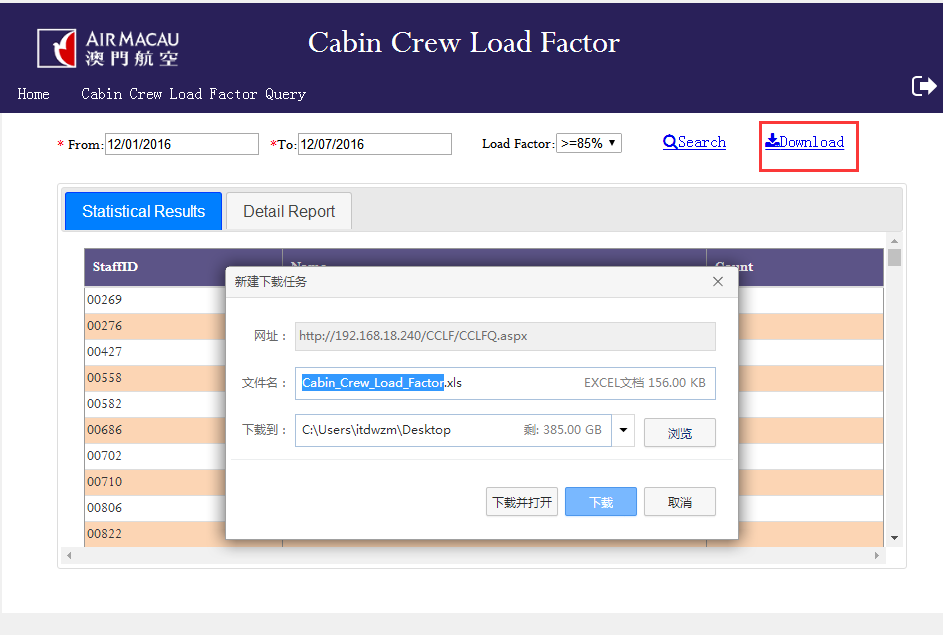 AIR MACAU
澳門航空
Cabin Crew Load Factor
Home Cabin Crew Load Factor Query
* From: 12/01/2016 *To: 12/07/2016 Load Factor: >=85% Search Download
Statistical Results Detail Report
StaffID Name Count
新建下载任务
00269
00276
00427
00558
00582
00686
00702
00710
00806
00822
网址： http://192.168.18.240/CCLF/CCLFQ.aspx
文件名： Cabin_Crew_Load_Factor.xls EXCEL文档 156.00 KB
下载到： C:\Users\itdwzm\Desktop 剩: 385.00 GB 浏览
下载并打开 下载 取消